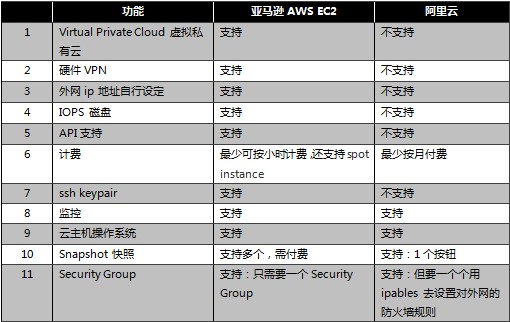 功能 亚马逊 AWS EC2 阿里云
1 Virtual Private Cloud 虚拟私有云 支持 不支持
2 硬件 VPN 支持 不支持
3 外网 ip 地址自行设定 支持 不支持
4 IOPS 磁盘 支持 不支持
5 API 支持 支持 不支持
6 计费 最少可按小时计费,还支持 spot instance 最少按月付费
7 ssh keypair 支持 不支持
8 监控 支持 支持
9 云主机操作系统 支持 支持
10 Snapshot 快照 支持多个，需付费 支持：1 个按钮
11 Security Group 支持：只需要一个 Security Group 支持：但要一个个用 ipables 去设置对外网的防火墙规则